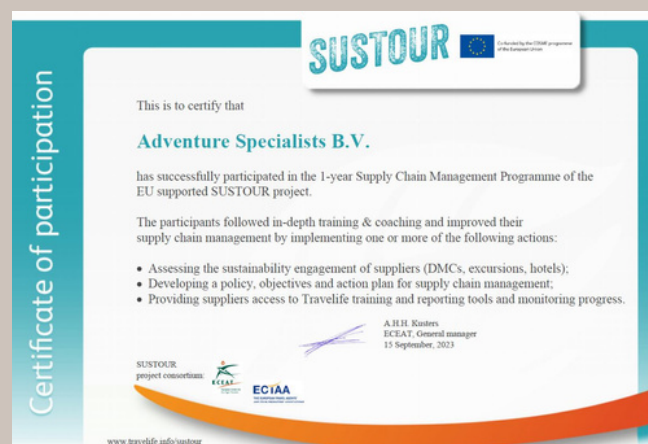 SUSTOUR
Co-funded by the COSME programme
of the European Union
Certificate of participation
This is to certify that
Adventure Specialists B.V.
has successfully participated in the 1-year Supply Chain Management Programme of the
EU supported SUSTOUR project.
The participants followed in-depth training & coaching and improved their
supply chain management by implementing one or more of the following actions:
• Assessing the sustainability engagement of suppliers (DMCs, excursions, hotels);
• Developing a policy, objectives and action plan for supply chain management;
• Providing suppliers access to Travelife training and reporting tools and monitoring progress.
A.H.H. Kusters
ECEAT, General manager
15 September, 2023
SUSTOUR
project consortium:
ECEAT
ECTAA
www.travelife.info/sustour